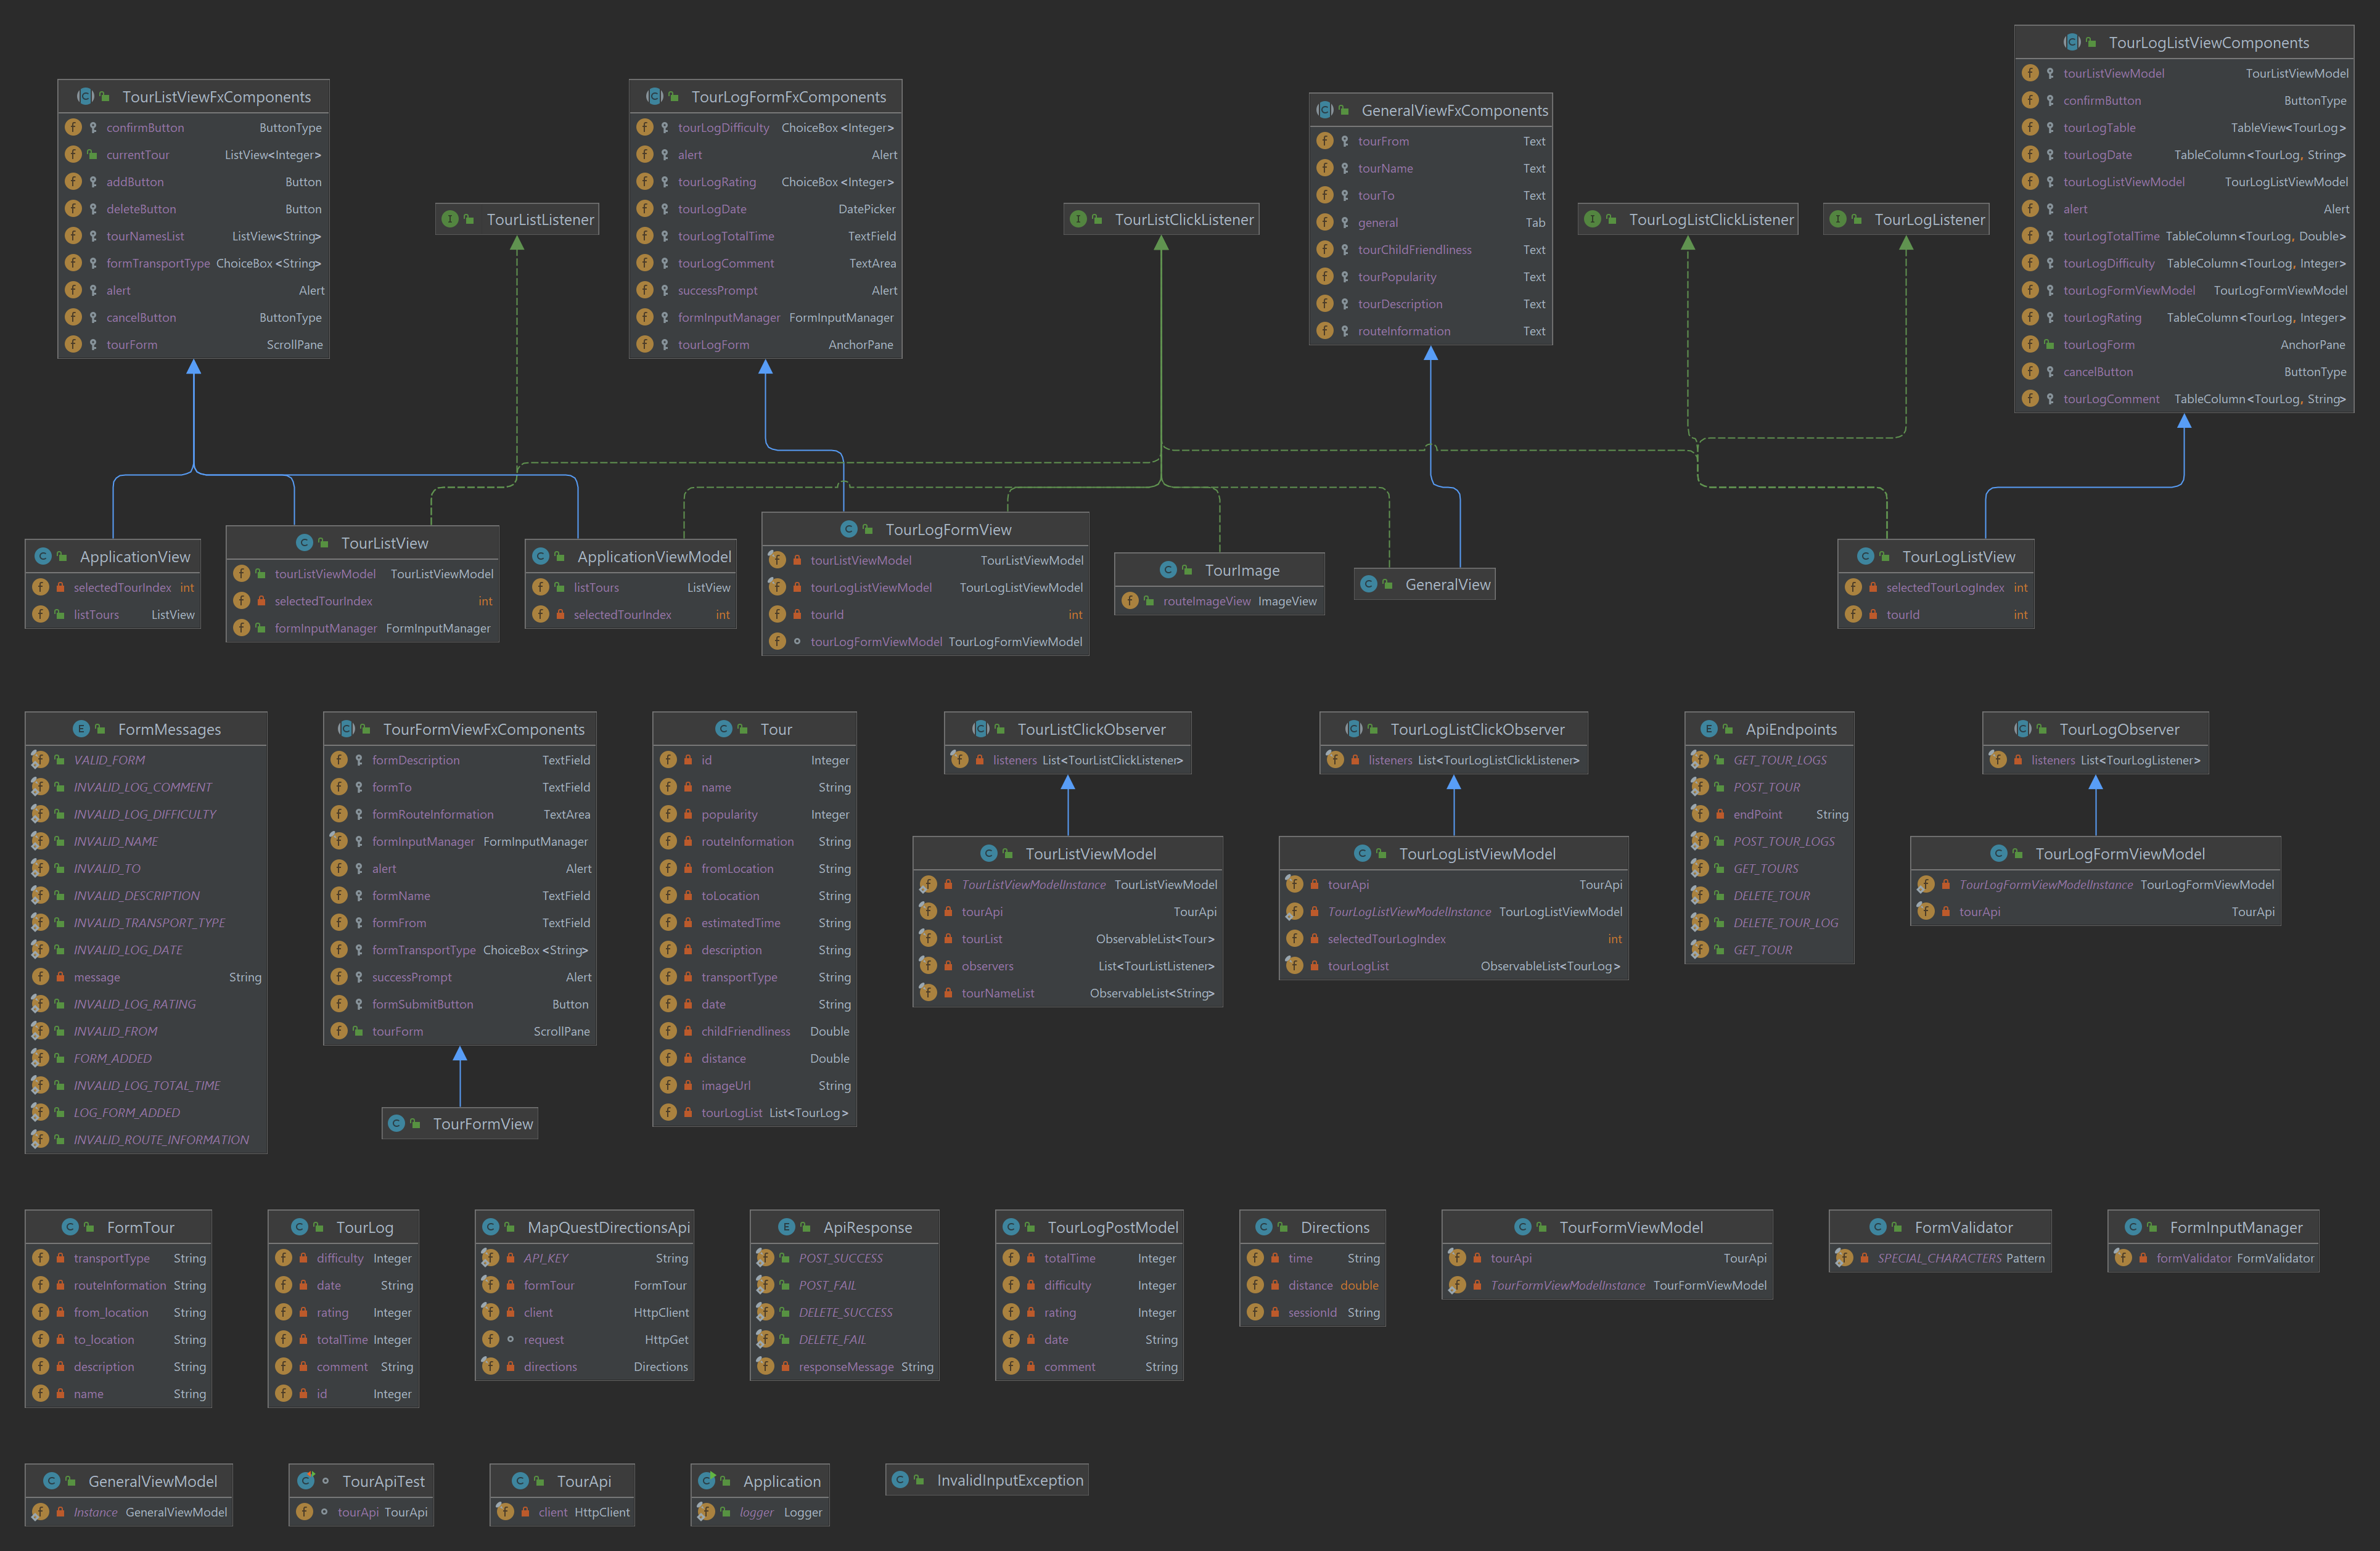 TourListViewFxComponents
confirmButton ButtonType
currentTour ListView<Integer>
addButton Button
deleteButton Button
tourNamesList ListView<String>
formTransportType ChoiceBox<String>
alert Alert
cancelButton ButtonType
tourForm ScrollPane
TourListListener
TourLogFormFxComponents
tourLogDifficulty ChoiceBox<Integer>
alert Alert
tourLogRating ChoiceBox<Integer>
tourLogDate DatePicker
tourLogTotalTime TextField
tourLogComment TextArea
successPrompt Alert
formInputManager FormInputManager
tourLogForm AnchorPane
TourListClickListener
GeneralViewFxComponents
tourFrom Text
tourName Text
tourTo Text
general Tab
tourChildFriendliness Text
tourPopularity Text
tourDescription Text
routeInformation Text
TourLogListClickListener
TourLogListener
TourLogListViewComponents
tourListViewModel TourListViewModel
confirmButton ButtonType
tourLogTable TableView<TourLog>
tourLogDate TableColumn<TourLog, String>
tourLogListViewModel TourLogListViewModel
alert Alert
tourLogTotalTime TableColumn<TourLog, Double>
tourLogDifficulty TableColumn<TourLog, Integer>
tourLogFormViewModel TourLogFormViewModel
tourLogRating TableColumn<TourLog, Integer>
tourLogForm AnchorPane
cancelButton ButtonType
tourLogComment TableColumn<TourLog, String>
ApplicationView
selectedTourIndex int
listTours ListView
TourListView
tourListViewModel TourListViewModel
selectedTourIndex int
formInputManager FormInputManager
ApplicationViewModel
listTours ListView
selectedTourIndex int
TourLogFormView
tourListViewModel TourListViewModel
tourLogListViewModel TourLogListViewModel
tourId int
tourLogFormViewModel TourLogFormViewModel
TourImage
routeImageView ImageView
GeneralView
TourLogListView
selectedTourLogIndex int
tourId int
FormMessages
VALID_FORM
INVALID_LOG_COMMENT
INVALID_LOG_DIFFICULTY
INVALID_NAME
INVALID_TO
INVALID_DESCRIPTION
INVALID_TRANSPORT_TYPE
INVALID_LOG_DATE
message String
INVALID_LOG_RATING
INVALID_FROM
FORM_ADDED
INVALID_LOG_TOTAL_TIME
LOG_FORM_ADDED
INVALID_ROUTE_INFORMATION
TourFormViewFxComponents
formDescription TextField
formTo TextField
formRouteInformation TextArea
formInputManager FormInputManager
alert Alert
formName TextField
formFrom TextField
formTransportType ChoiceBox<String>
successPrompt Alert
formSubmitButton Button
tourForm ScrollPane
TourFormView
Tour
id Integer
name String
popularity Integer
routeInformation String
fromLocation String
toLocation String
estimatedTime String
description String
transportType String
date String
childFriendliness Double
distance Double
imageUrl String
tourLogList List<TourLog>
TourListClickObserver
listeners List<TourListClickListener>
TourListViewModel
TourListViewModelInstance TourListViewModel
tourApi TourApi
tourList ObservableList<Tour>
observers List<TourListListener>
tourNameList ObservableList<String>
TourLogListClickObserver
listeners List<TourLogListClickListener>
TourLogListViewModel
tourApi TourApi
TourLogListViewModelInstance TourLogListViewModel
selectedTourLogIndex int
tourLogList ObservableList<TourLog>
ApiEndpoints
GET_TOUR_LOGS
POST_TOUR
endPoint String
POST_TOUR_LOGS
GET_TOURS
DELETE_TOUR
DELETE_TOUR_LOG
GET_TOUR
TourLogObserver
listeners List<TourLogListener>
TourLogFormViewModel
TourLogFormViewModelInstance TourLogFormViewModel
tourApi TourApi
FormTour
transportType String
routeInformation String
from_location String
to_location String
description String
name String
TourLog
difficulty Integer
date String
rating Integer
totalTime Integer
comment String
id Integer
MapQuestDirectionsApi
API_KEY String
formTour FormTour
client HttpClient
request HttpGet
directions Directions
ApiResponse
POST_SUCCESS
POST_FAIL
DELETE_SUCCESS
DELETE_FAIL
responseMessage String
TourLogPostModel
totalTime Integer
difficulty Integer
rating Integer
date String
comment String
Directions
time String
distance double
sessionId String
TourFormViewModel
tourApi TourApi
TourFormViewModelInstance TourFormViewModel
FormValidator
SPECIAL_CHARACTERS Pattern
FormInputManager
formValidator FormValidator
GeneralViewModel
Instance GeneralViewModel
TourApiTest
tourApi TourApi
TourApi
client HttpClient
Application
logger Logger
InvalidInputException